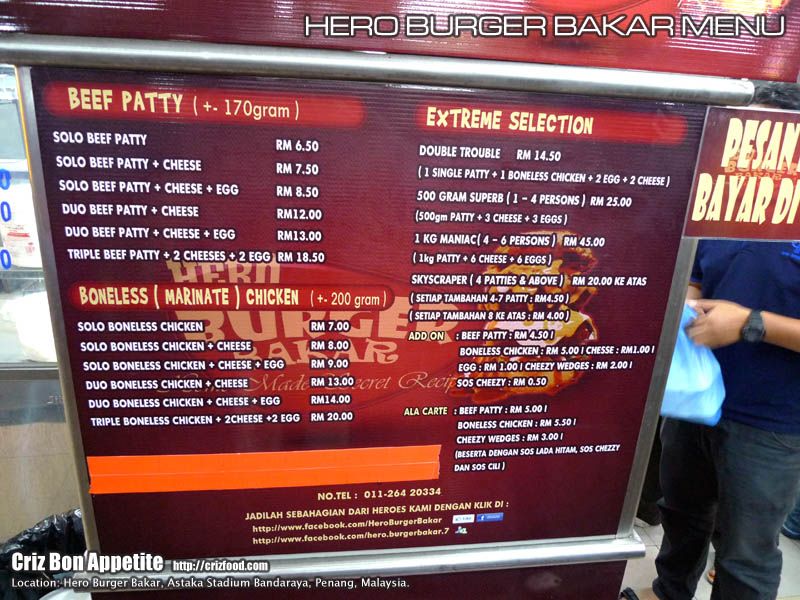 HERO BURGER BAKAR MENU
BEEF PATTY ( +- 170gram )
SOLO BEEF PATTY RM 6.50
SOLO BEEF PATTY + CHEESE RM 7.50
SOLO BEEF PATTY + CHEESE + EGG RM 8.50
DUO BEEF PATTY + CHEESE RM12.00
DUO BEEF PATTY + CHEESE + EGG RM13.00
TRIPLE BEEF PATTY + 2 CHEESES + 2 EGG RM 18.50
HERO
BURGER
BAKAR
BONELESS ( MARINATE ) CHICKEN (+- 200 gram )
SOLO BONELESS CHICKEN RM 7.00
SOLO BONELESS CHICKEN + CHEESE RM 8.00
SOLO BONELESS CHICKEN + CHEESE + EGG RM 9.00
DUO BONELESS CHICKEN + CHEESE RM 13.00
DUO BONELESS CHICKEN + CHEESE + EGG RM14.00
TRIPLE BONELESS CHICKEN + 2CHEESE +2 EGG RM 20.00
Made Secret
EXTREME SELECTION
DOUBLE TROUBLE RM 14.50
( 1 SINGLE PATTY + 1 BONELESS CHICKEN + 2 EGG + 2 CHEESE )
500 GRAM SUPERB ( 1 – 4 PERSONS ) RM 25.00
(500gm PATTY + 3 CHEESE + 3 EGGS )
1 KG MANIAC( 4 – 6 PERSONS ) RM 45.00
( 1kg PATTY + 6 CHEESE + 6 EGGS )
SKYSCRAPER ( 4 PATTIES & ABOVE ) RM 20.00 KE ATAS
( SETIAP TAMBAHAN 4-7 PATTY : RM4.50 )
( SETIAP TAMBAHAN 8 KE ATAS : RM 4.00 )
ADD ON : BEEF PATTY : RM 4.50 l
BONELESS CHICKEN : RM 5.00 l CHESSE : RM1.00 l
EGG : RM 1.00 l CHEEZY WEDGES : RM 2.00 l
SOS CHEEZY : RM 0.50
ALA CARTE : BEEF PATTY : RM 5.00 l
BONELESS CHICKEN : RM 5.50 l
CHEEZY WEDGES : RM 3.00 l
(BESERTA DENGAN SOS LADA HITAM, SOS CHEZZY
DAN SOS CILI )
NO.TEL : 011-264 20334
JADILAH SEBAHAGIAN DARI HEROES KAMI DENGAN KLIK DI :
http://www.facebook.com/HeroBurgerBakar
http://www.facebook.com/hero.burgerbakar.7
PESAN
BAYAR DI
Criz Bon Appetite http://crizfood.com
Location: Hero Burger Bakar, Astaka Stadium Bandaraya, Penang, Malaysia.